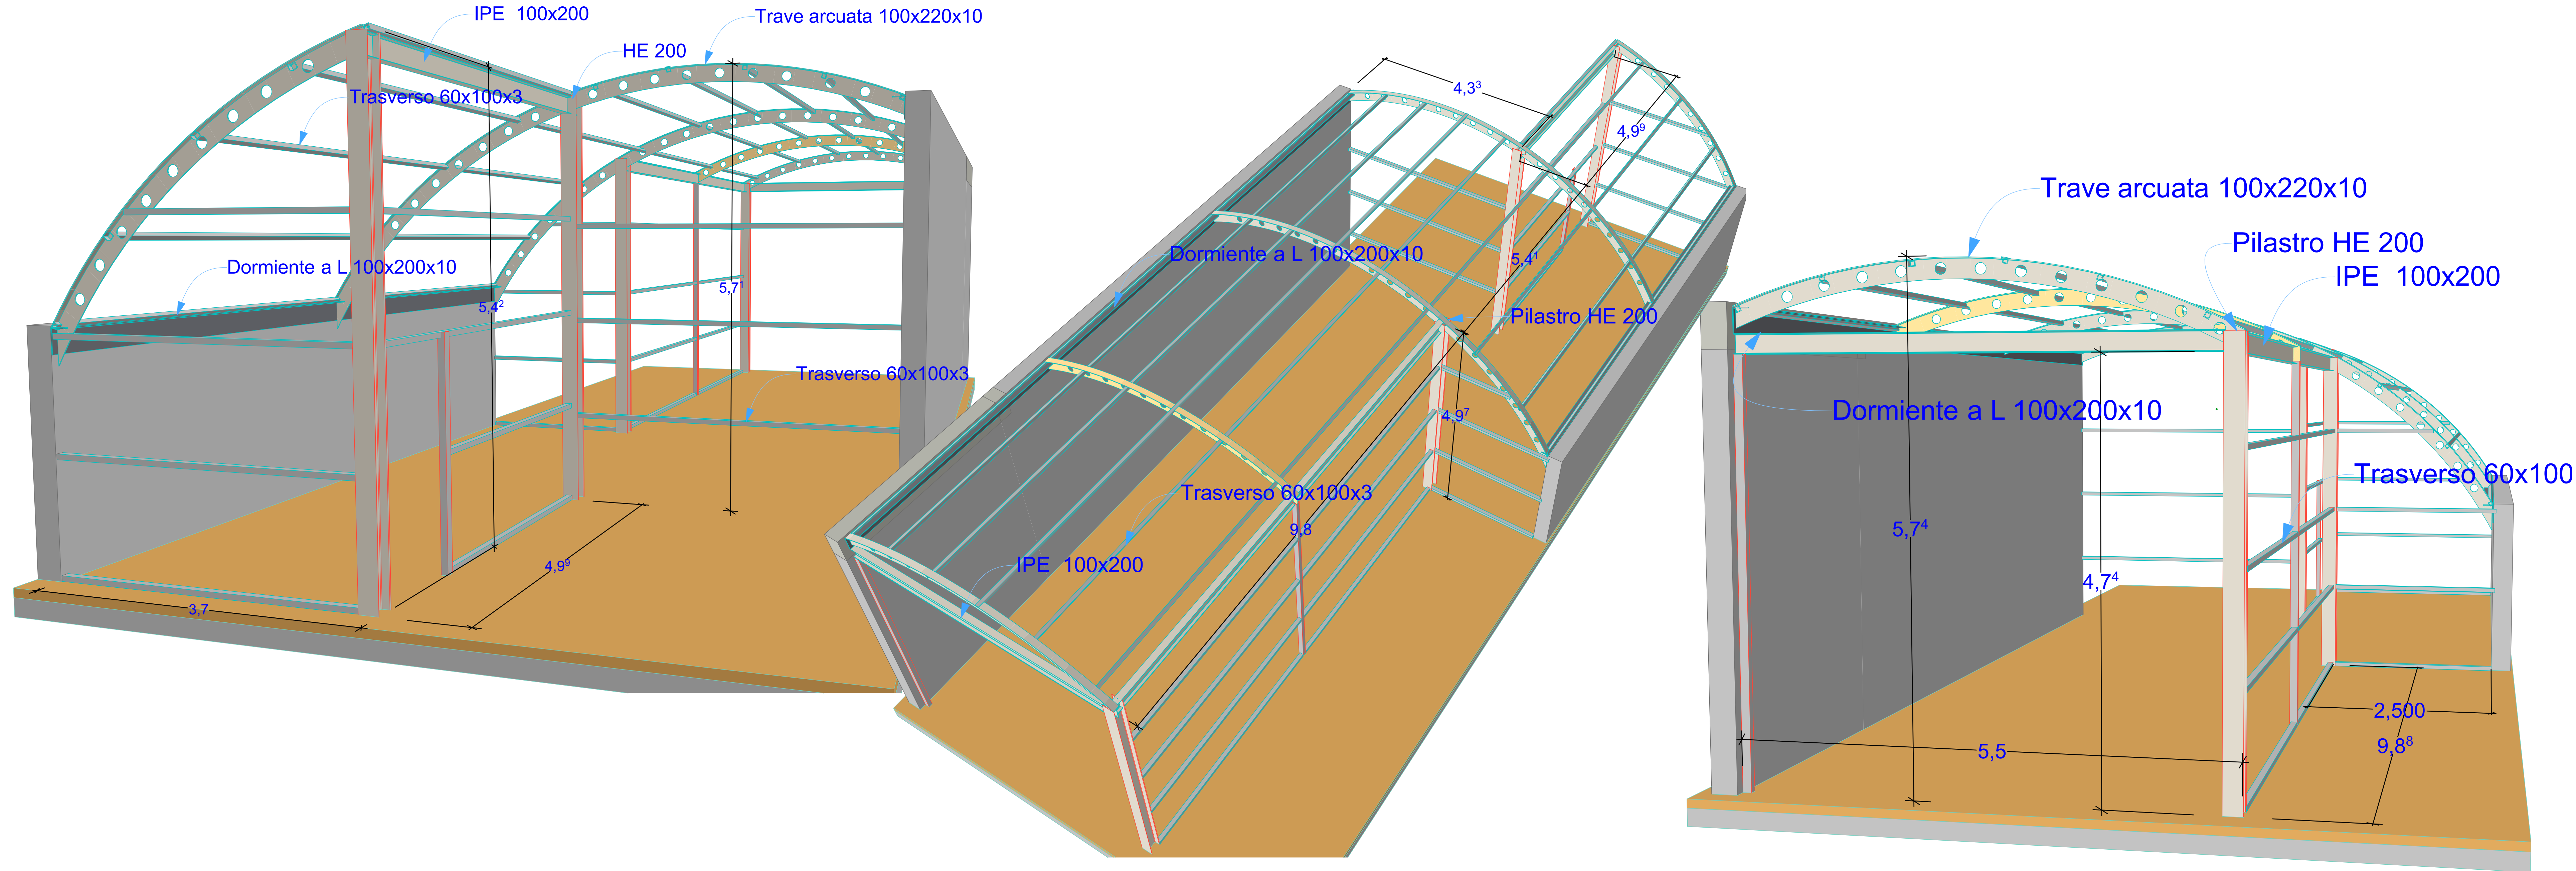 IPE  100x200
Trave arcuata 100x220x10
HE 200
Trasverso 60x100x3
Dormiente a L 100x200x10
5,4²
5,7¹
Trasverso 60x100x3
4,9⁹
3,7
4,3³
4,9⁹
Dormiente a L 100x200x10
5,4¹
Pilastro HE 200
4,9⁷
Trasverso 60x100x3
9,8
IPE  100x200
Trave arcuata 100x220x10
Pilastro HE 200
IPE  100x200
Dormiente a L 100x200x10
Trasverso 60x100
5,7⁴
4,7⁴
2,500
9,8⁸
5,5